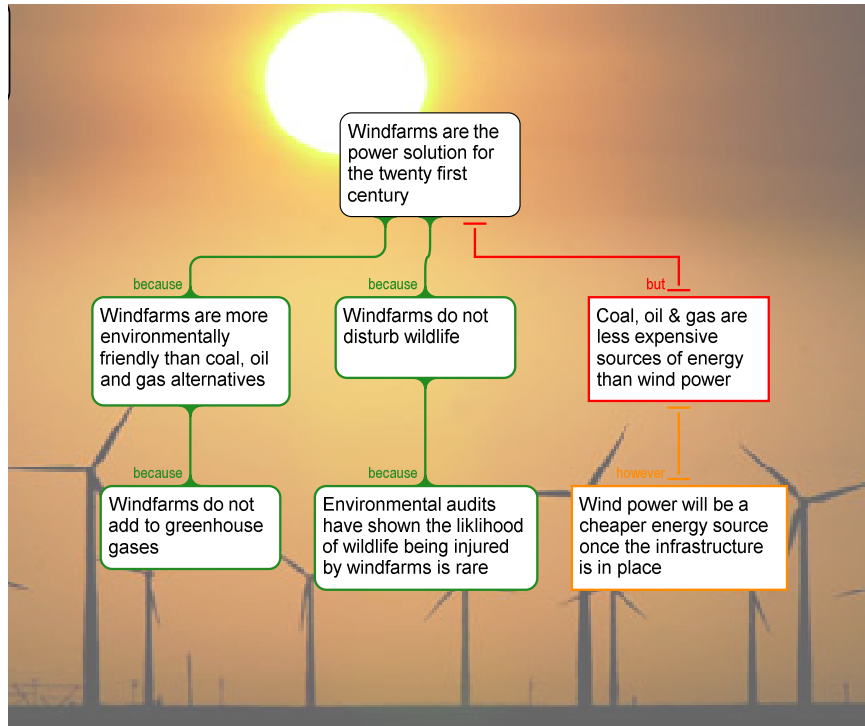 Windfarms are the
power solution for
the twenty first
century
because
because
but
Windfarms are more
environmentally
friendly than coal, oil
and gas alternatives
Windfarms do not
disturb wildlife
Coal, oil & gas are
less expensive
sources of energy
than wind power
because
because
however
Windfarms do not
add to greenhouse
gases
Environmental audits
have shown the liklihood
of wildlife being injured
by windfarms is rare
Wind power will be a
cheaper energy source
once the infrastructure
is in place